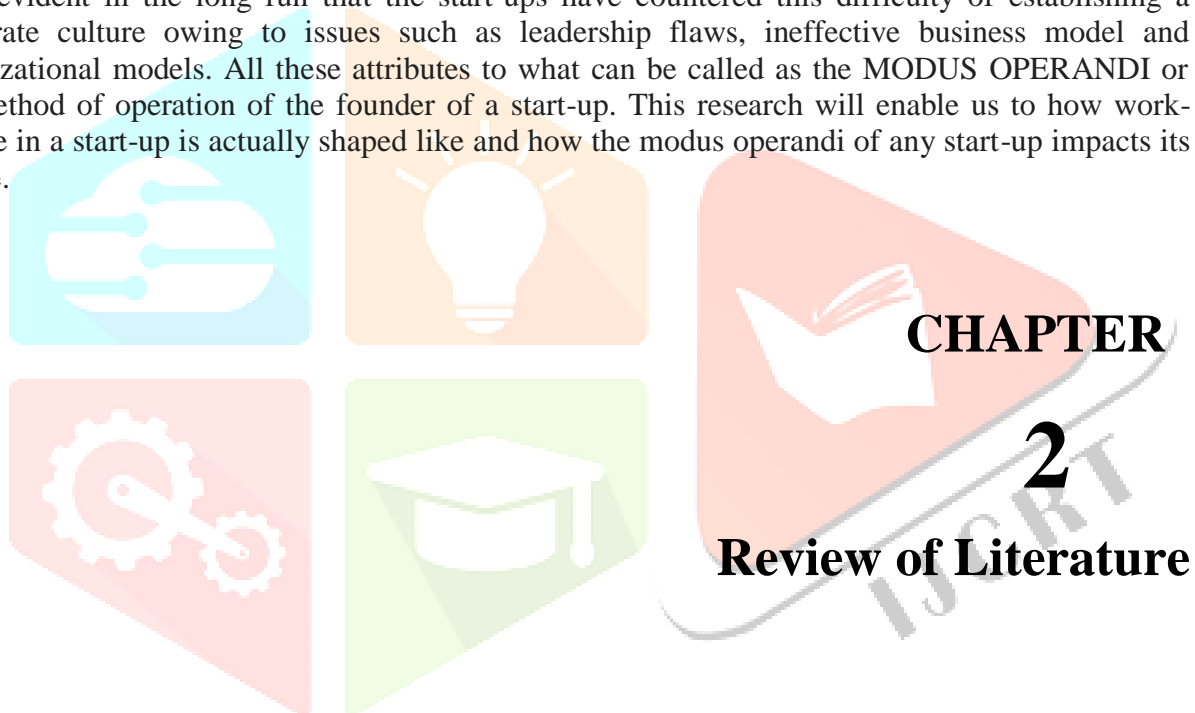 evident in the long run that the start-ups have countered this difficulty of establishing a
rate culture owing to issues such as leadership flaws, ineffective business model and
izational models. All these attributes to what can be called as the MODUS OPERANDI or
ethod of operation of the founder of a start-up. This research will enable us to how work-
e in a start-up is actually shaped like and how the modus operandi of any start-up impacts its
CHAPTER
2
Review of Literature
IJCRT